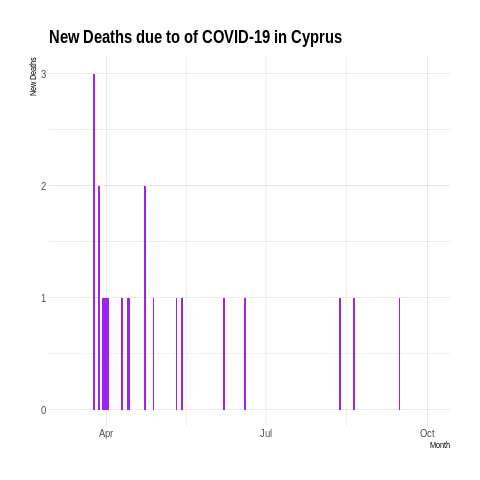 New Deaths due to of COVID-19 in Cyprus
New Deaths
3
2
1
0
Apr
Jul
Oct
Month